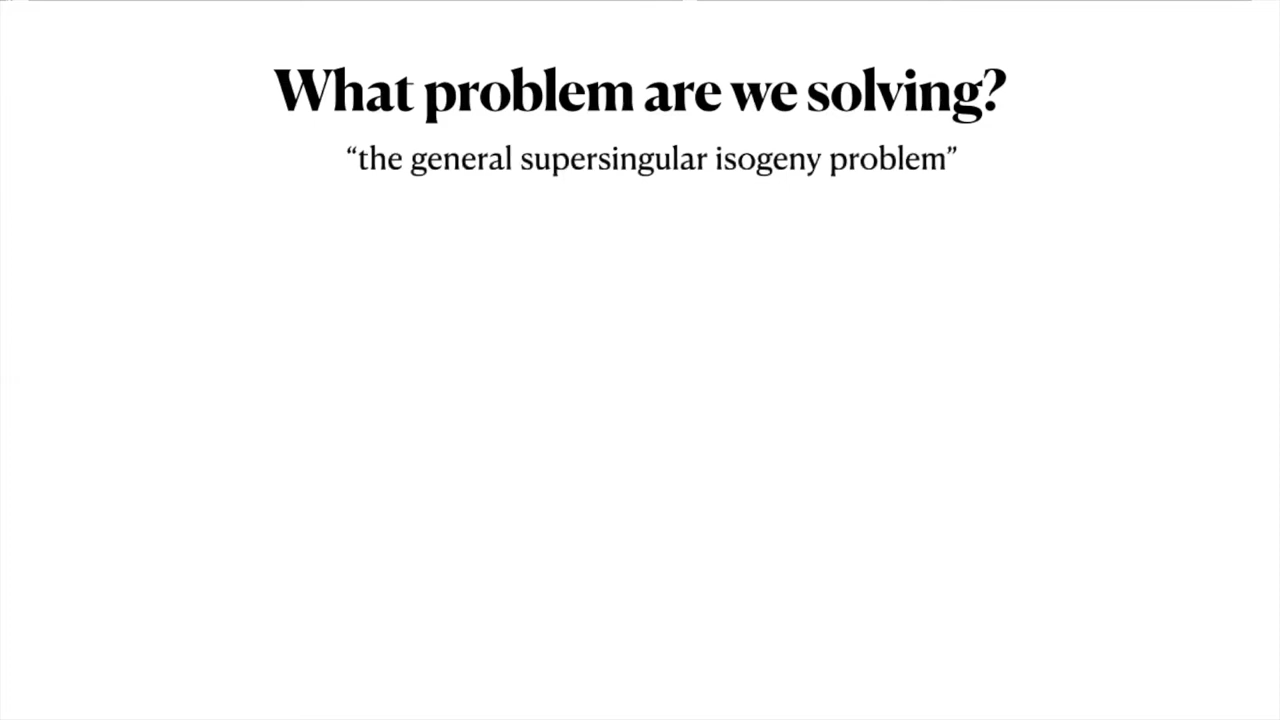 What problem are we solving?
“the general supersingular isogeny problem”